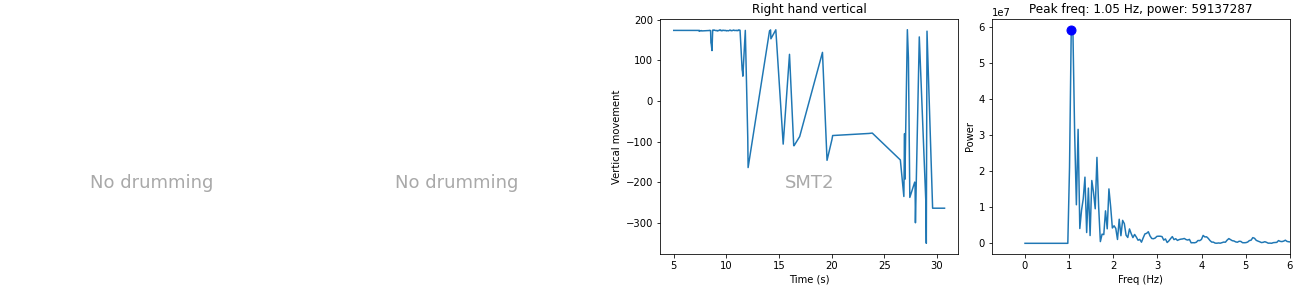 No drumming
No drumming
Right hand vertical
Vertical movement
200
100
0
−100
−200
−300
SMT2
5
10
15
20
25
30
Time (s)
Peak freq: 1.05 Hz, power: 59137287
1e7
Power
6
5
4
3
2
1
0
0
1
2
3
4
5
6
Freq (Hz)